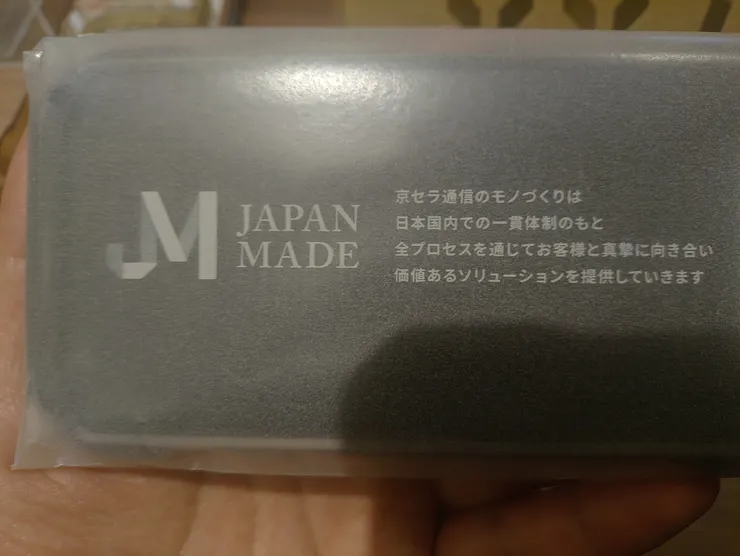 JM
JAPAN
MADE
京セラ通信のモノづくりは
日本国内での一貫体制のもと
全プロセスを通じてお客様と真摯に向き合い
価値あるソリューションを提供していきます